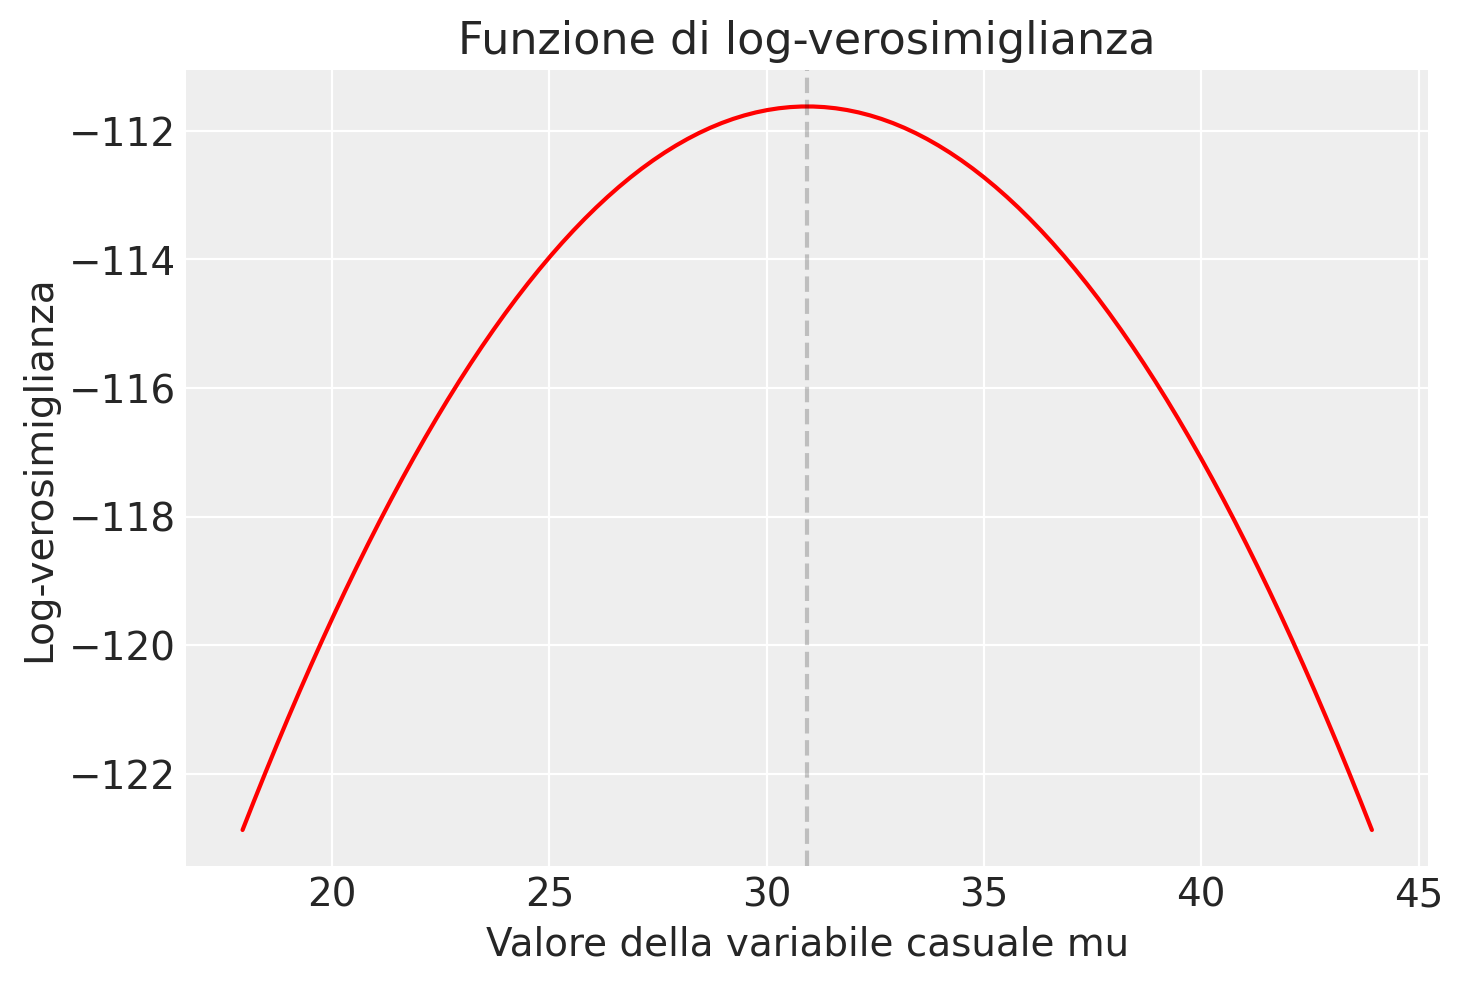 Funzione di log-verosimiglianza
Log-verosimiglianza
−112
−114
−116
−118
−120
−122
20 25 30 35 40 45
Valore della variabile casuale mu